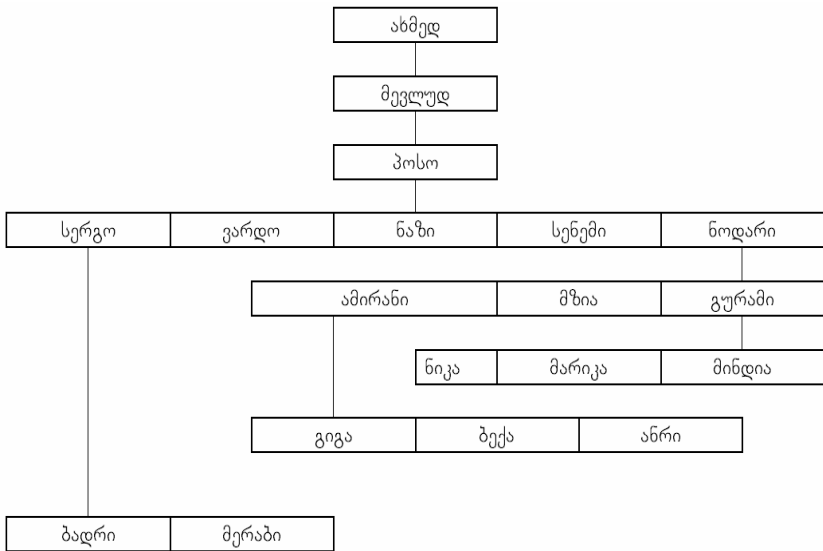 ახმედ
მევლუდ
პოსო
სერგო ვარდო ნაზი სენემი ნოდარი
ამირანი მზია გურამი
ნიკა მარიკა მინდია
გიგა ბექა ანრი
ბადრი მერაბი